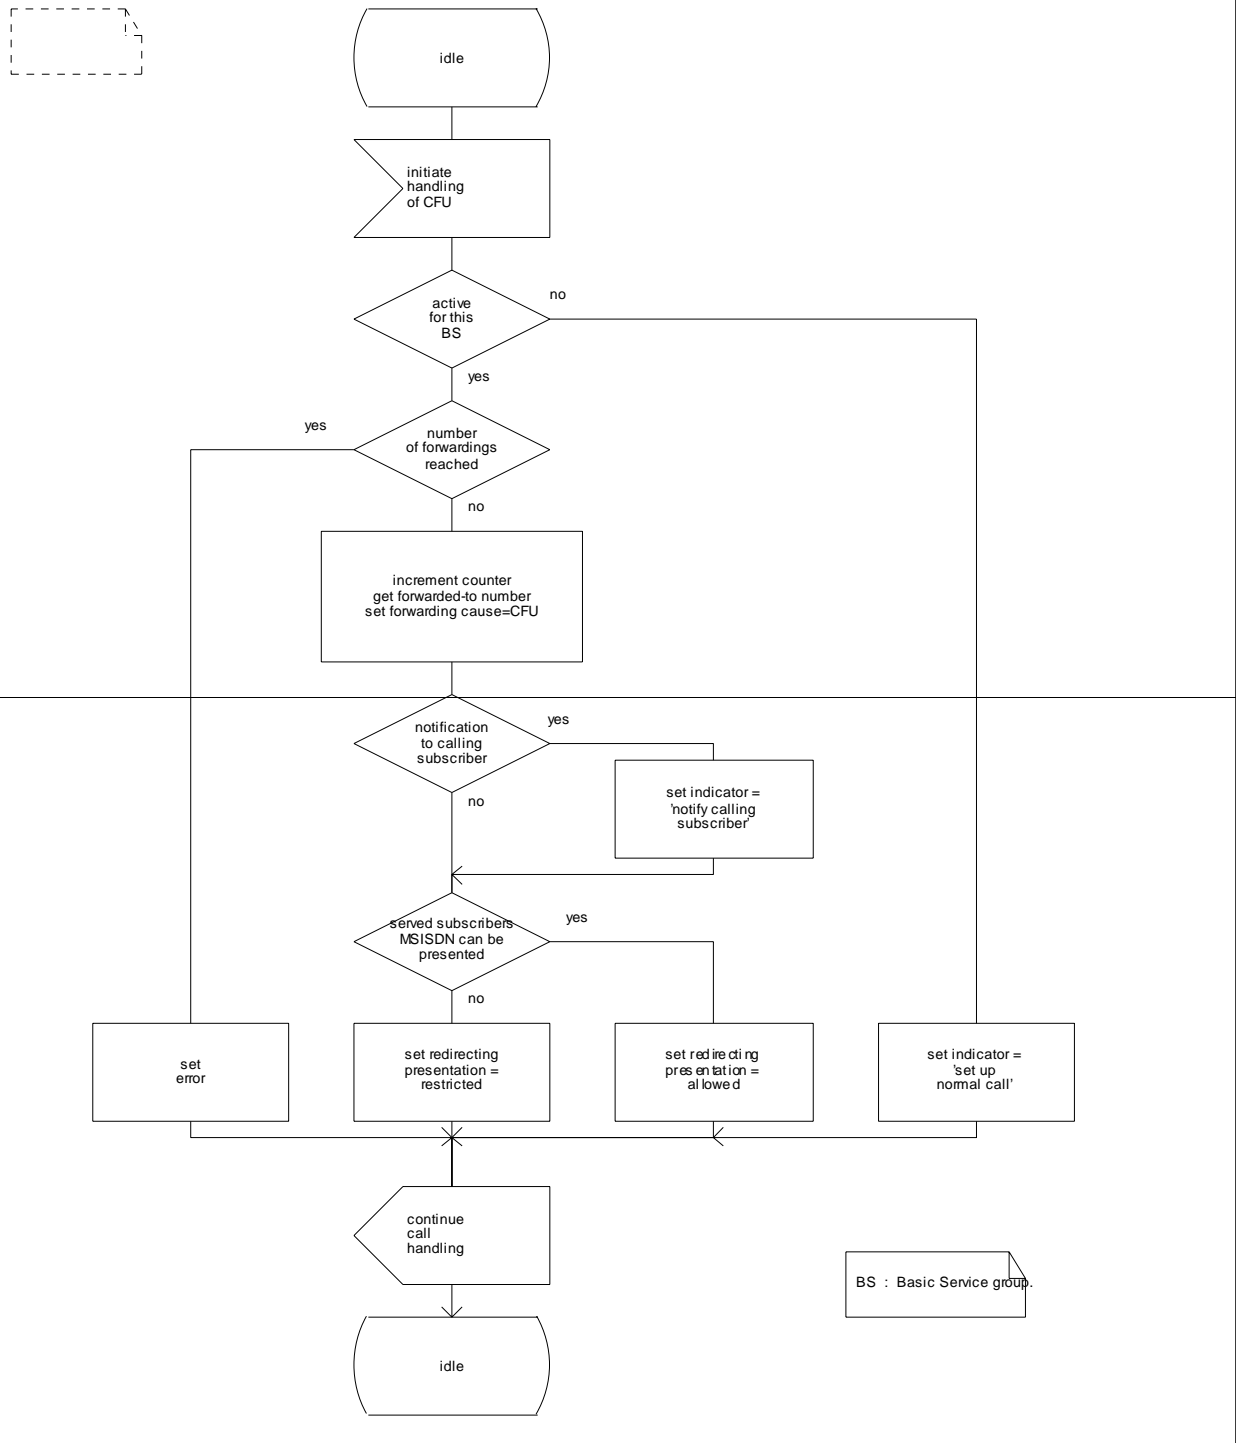 idle
initiate
handling
of CFU
active
for this
BS
no
yes
number
of forwardings
reached
yes
no
increment counter
get forwarded-to number
set forwarding cause=CFU
notification
to calling
subscriber
yes
no
set indicator =
'notify calling
subscriber'
served subscribers
MSISDN can be
presented
yes
no
set
error
set redirecting
presentation =
restricted
set redirecting
presentation =
allowed
set indicator =
'set up
normal call'
continue
call
handling
BS : Basic Service group.
idle